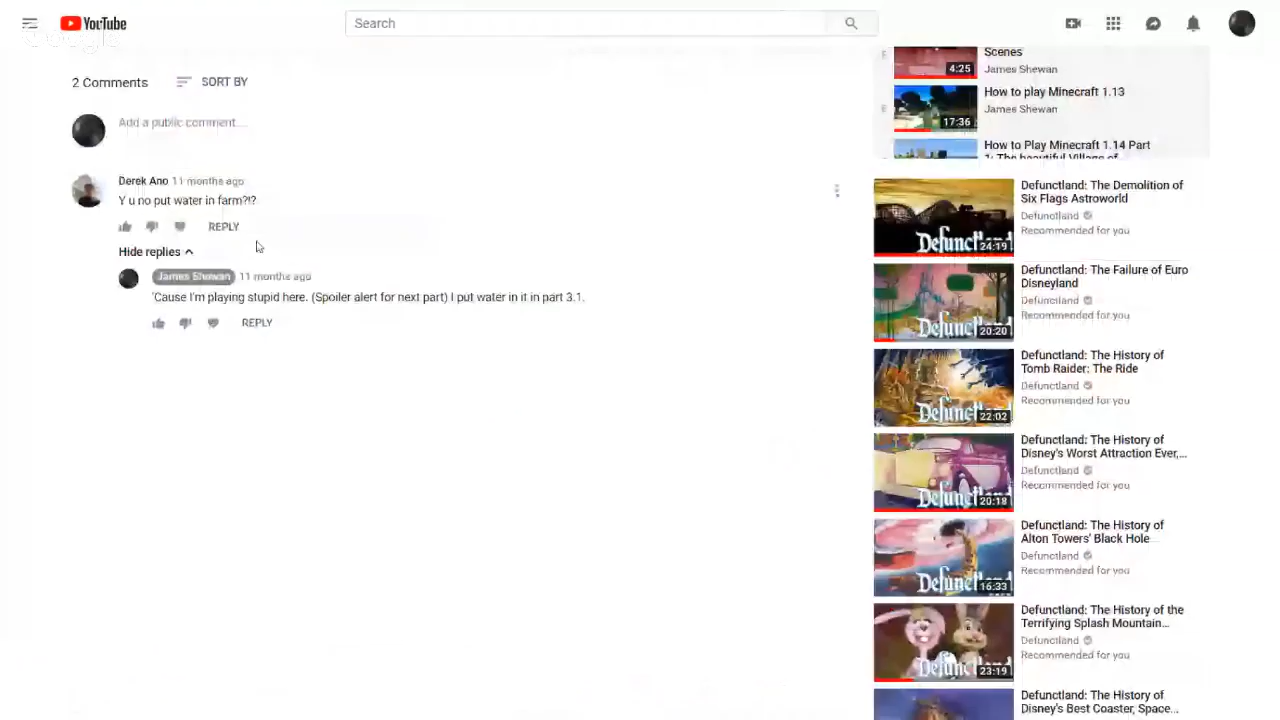 YouTube
Search
Google
2 Comments
SORT BY
Add a public comment...
Derek Ano 11 months ago
Y u no put water in farm?!?
REPLY
Hide replies
James Shewan 11 months ago
'Cause I'm playing stupid here. (Spoiler alert for next part) I put water in it in part 3.1.
REPLY
Scenes
James Shewan
4:25
How to play Minecraft 1.13
James Shewan
17:36
How to Play Minecraft 1.14 Part
1: The beautiful Village of
Defunctland: The Demolition of
Six Flags Astroworld
Defunctland
Recommended for you
Defunctland
24:19
Defunctland: The Failure of Euro
Disneyland
Defunctland
Recommended for you
Defunctland
20:20
Defunctland: The History of
Tomb Raider: The Ride
Defunctland
Recommended for you
Defunctland
22:02
Defunctland: The History of
Disney's Worst Attraction Ever,...
Defunctland
Recommended for you
Defunctland
20:18
Defunctland: The History of
Alton Towers' Black Hole
Defunctland
Recommended for you
Defunctland
16:33
Defunctland: The History of the
Terrifying Splash Mountain...
Defunctland
Recommended for you
Defunctland
23:19
Defunctland: The History of
Disney's Best Coaster, Space...